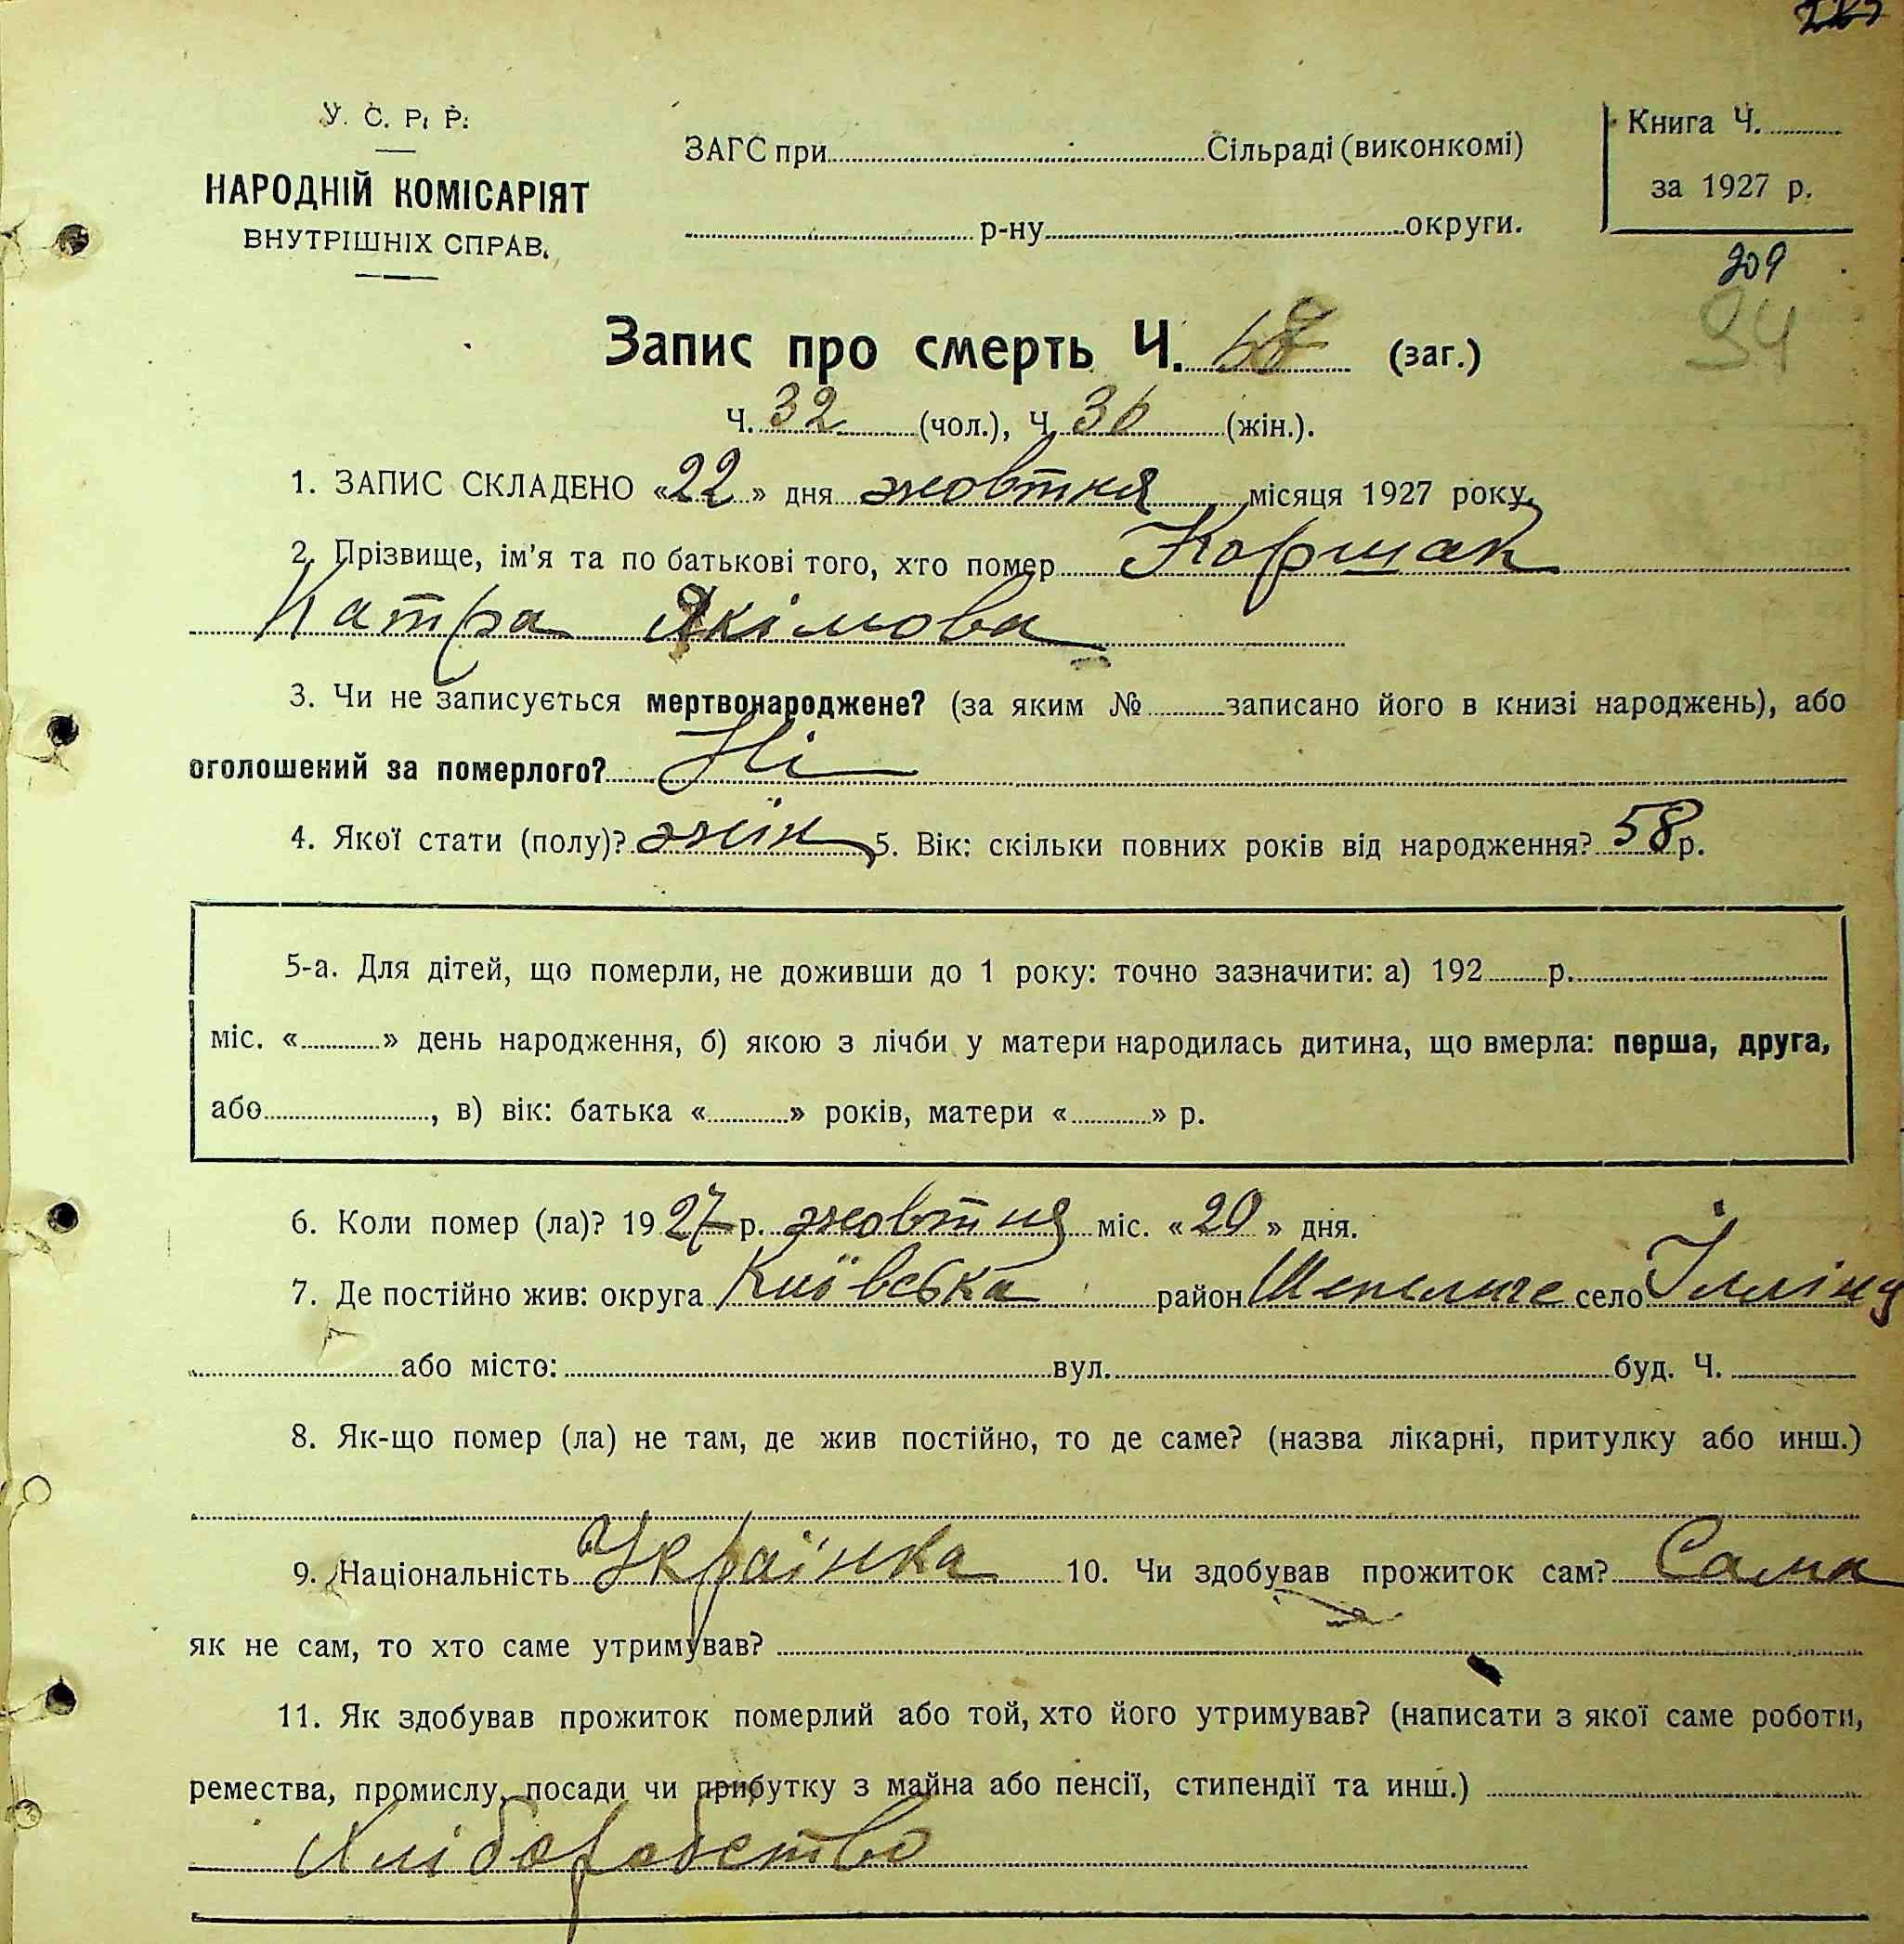 У. С. Р. Р.
НАРОДНІЙ КОМІСАРІЯТ
ВНУТРІШНІХ СПРАВ.
ЗАГС при Сільраді (виконкомі)
р-ну округи.
Книга Ч.
за 1927 р.
209
94
Запис про смерть Ч. 68 (заг.)
Ч. 32 (чол.), Ч. 36 (жін.).
1. ЗАПИС СКЛАДЕНО «22» дня жовтня місяця 1927 року.
2. Прізвище, ім'я та по батькові того, хто помер Коршак
Катра Якімова
3. Чи не записується мертвонароджене? (за яким № записано його в книзі народжень), або
оголошений за померлого? Ні
4. Якої стати (полу)? жін 5. Вік: скільки повних років від народження? 58 р.
5-а. Для дітей, що померли, не доживши до 1 року: точно зазначити: а) 192 р.
міс. « » день народження, б) якою з лічби у матери народилась дитина, що вмерла: перша, друга,
або , в) вік: батька « » років, матери « » р.
6. Коли помер (ла)? 1927 р. жовтня міс. «20» дня.
7. Де постійно жив: округа Київська район Шепеличе село Іллінц
або місто: вул. буд. Ч.
8. Як-що помер (ла) не там, де жив постійно, то де саме? (назва лікарні, притулку або инш.)
9. Національність Українка 10. Чи здобував прожиток сам? Сама
як не сам, то хто саме утримував?
11. Як здобував прожиток померлий або той, хто його утримував? (написати з якої саме роботи,
ремества, промислу, посади чи прибутку з майна або пенсії, стипендії та инш.)
Хліборобство